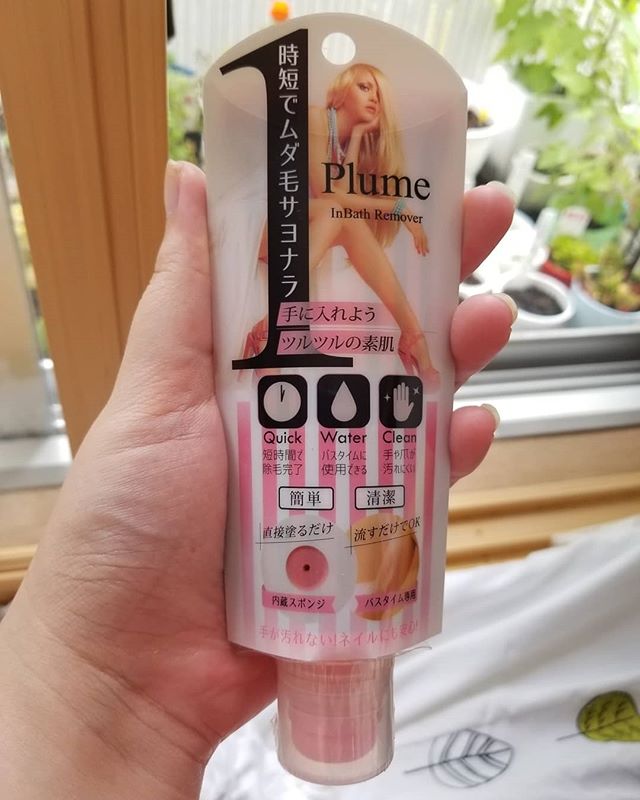 1
時短でムダ毛サヨナラ
Plume
InBath Remover
手に入れよう
ツルツルの素肌
Quick
短時間で
除毛完了
Water
バスタイムに
使用できる
Clean
手や爪が
汚れにくい
簡単
直接塗るだけ
内蔵スポンジ
清潔
流すだけでOK
バスタイム専用
手が汚れない!ネイルにも安心!